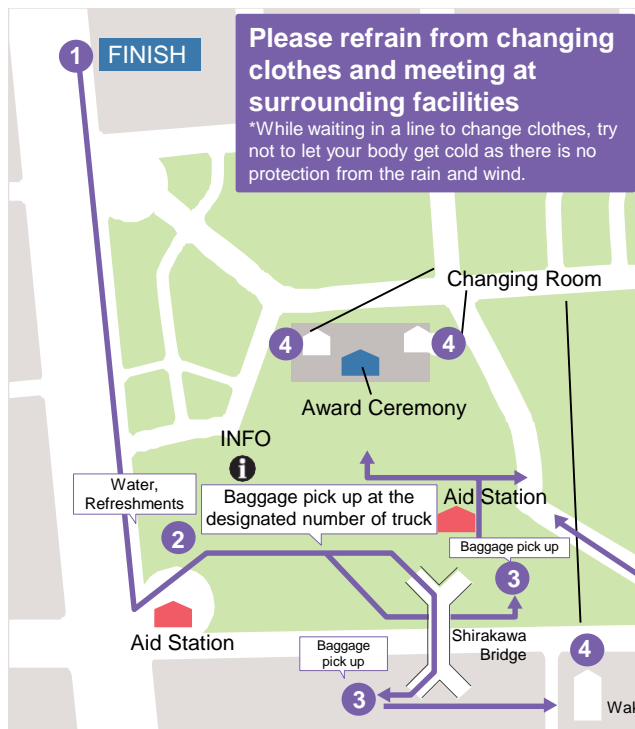 1 FINISH
Please refrain from changing
clothes and meeting at
surrounding facilities
*While waiting in a line to change clothes, try
not to let your body get cold as there is no
protection from the rain and wind.
Changing Room
4
4
Award Ceremony
INFO
i
Water,
Refreshments
Baggage pick up at the
designated number of truck
Aid Station
2
Baggage pick up
3
Aid Station
Shirakawa
Bridge
Baggage
pick up
3
4
Wak